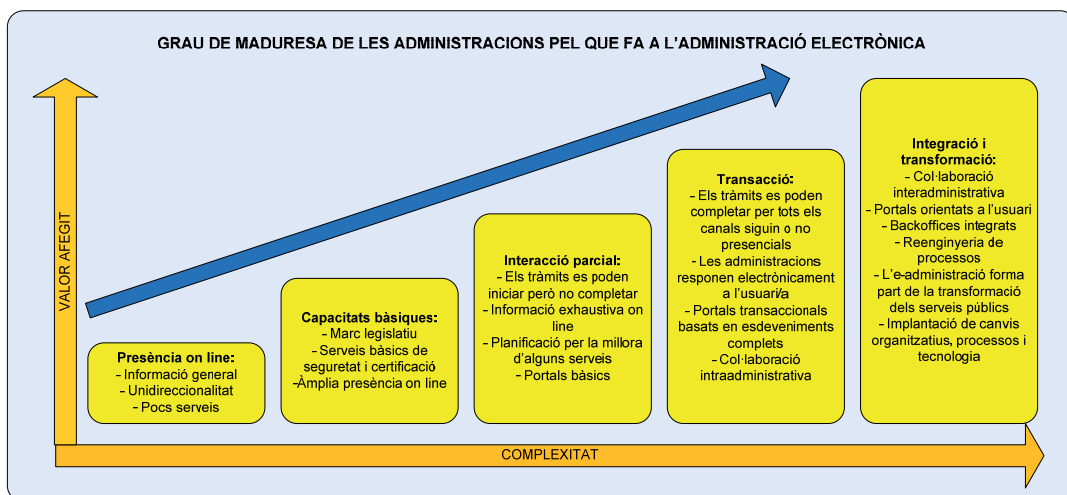 GRAU DE MADURESA DE LES ADMINISTRACIONS PEL QUE FA A L'ADMINISTRACIÓ ELECTRÒNICA
VALOR AFEGIT
Presència on line:
– Informació general
– Unidireccionalitat
– Pocs serveis
Capacitats bàsiques:
– Marc legislatiu
– Serveis bàsics de
seguretat i certificació
–Àmplia presència on line
Interacció parcial:
– Els tràmits es poden
iniciar però no completar
– Informació exhaustiva on
line
– Planificació per la millora
d'alguns serveis
– Portals bàsics
Transacció:
– Els tràmits es poden
completar per tots els
canals siguin o no
presencials
– Les administracions
responen electrònicament
a l'usuari/a
– Portals transaccionals
basats en esdeveniments
complets
– Col·laboració
intraadministrativa
Integració i
transformació:
– Col·laboració
interadministrativa
– Portals orientats a l'usuari
– Backoffices integrats
– Reenginyeria de
processos
– L'e-administració forma
part de la transformació
dels serveis públics
– Implantació de canvis
organitzatius, processos i
tecnologia
COMPLEXITAT